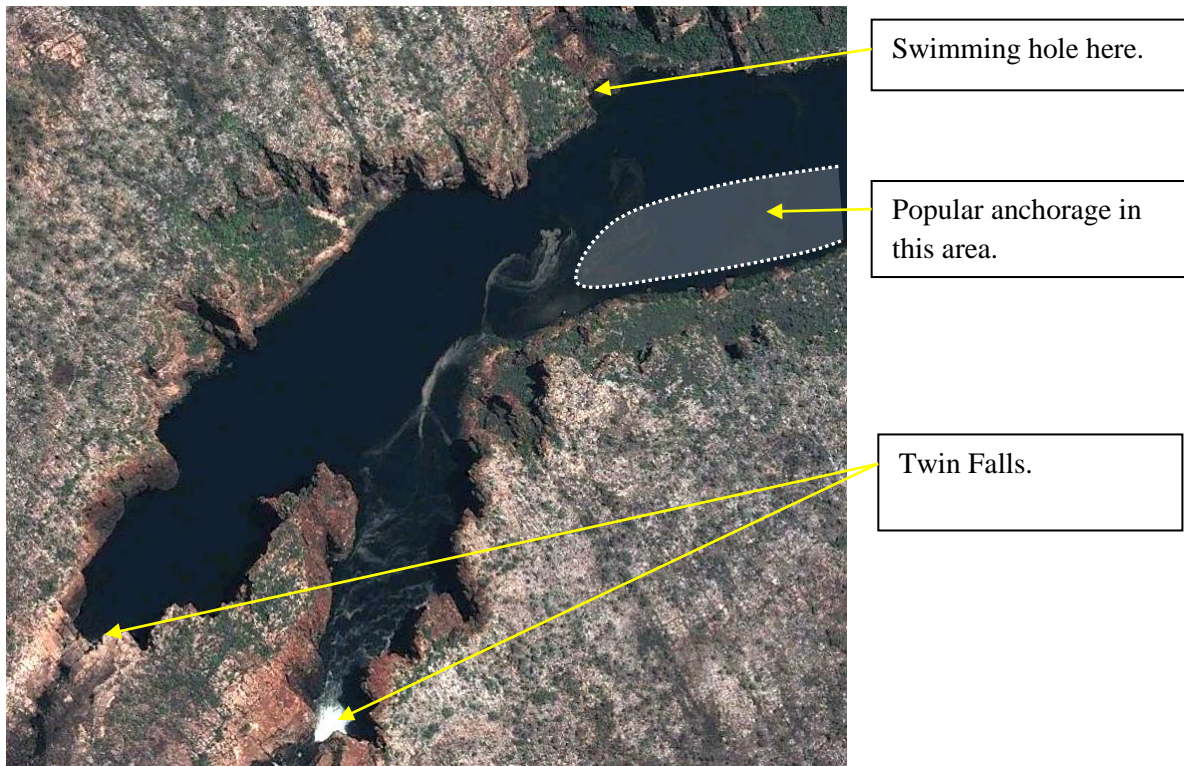 Swimming hole here.
Popular anchorage in
this area.
Twin Falls.